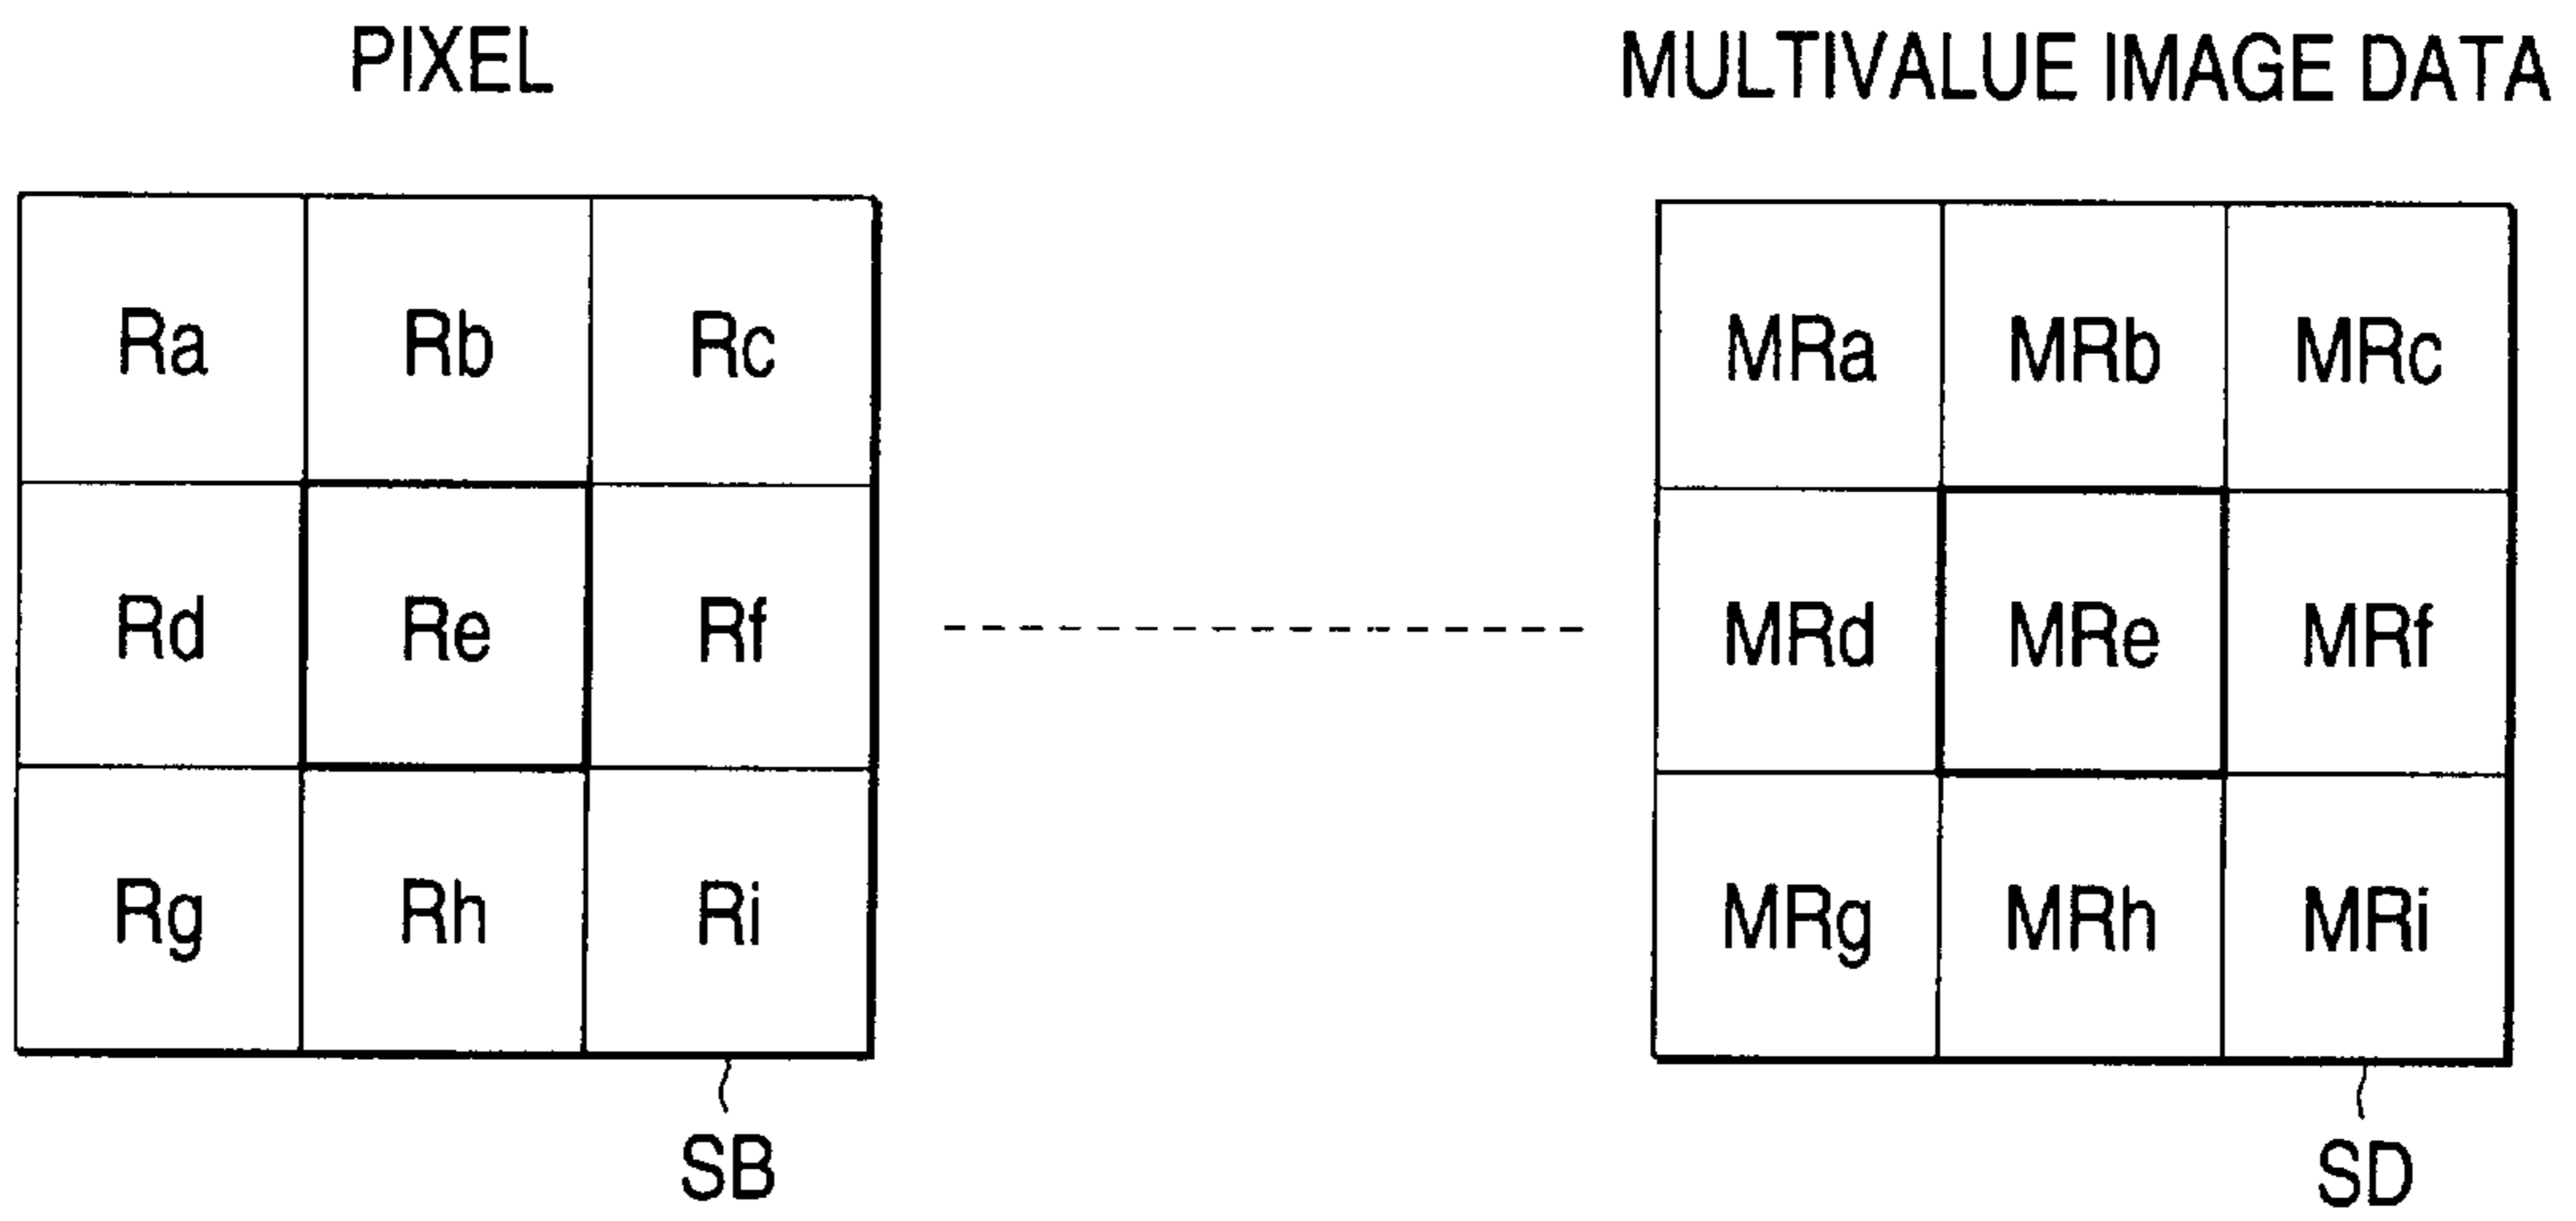 PIXEL
MULTIVALUE IMAGE DATA
Ra Rb Rc
Rd Re Rf
Rg Rh Ri
SB
MRa MRb MRc
MRd MRe MRf
MRg MRh MRi
SD